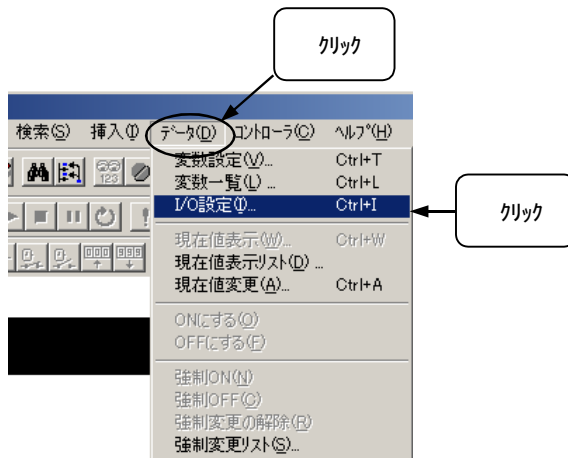 クリック
検索(S) 挿入(I) データ(D) コントローラ(C) ヘルプ(H)
変数設定(V)... Ctrl+T
変数一覧(L) ... Ctrl+L
I/O設定(I)... Ctrl+I
クリック
123
現在値表示(W)... Ctrl+W
現在値表示リスト(D) ...
000 999
現在値変更(A)... Ctrl+A
ONにする(O)
OFFにする(F)
強制ON(N)
強制OFF(C)
強制変更の解除(R)
強制変更リスト(S)...